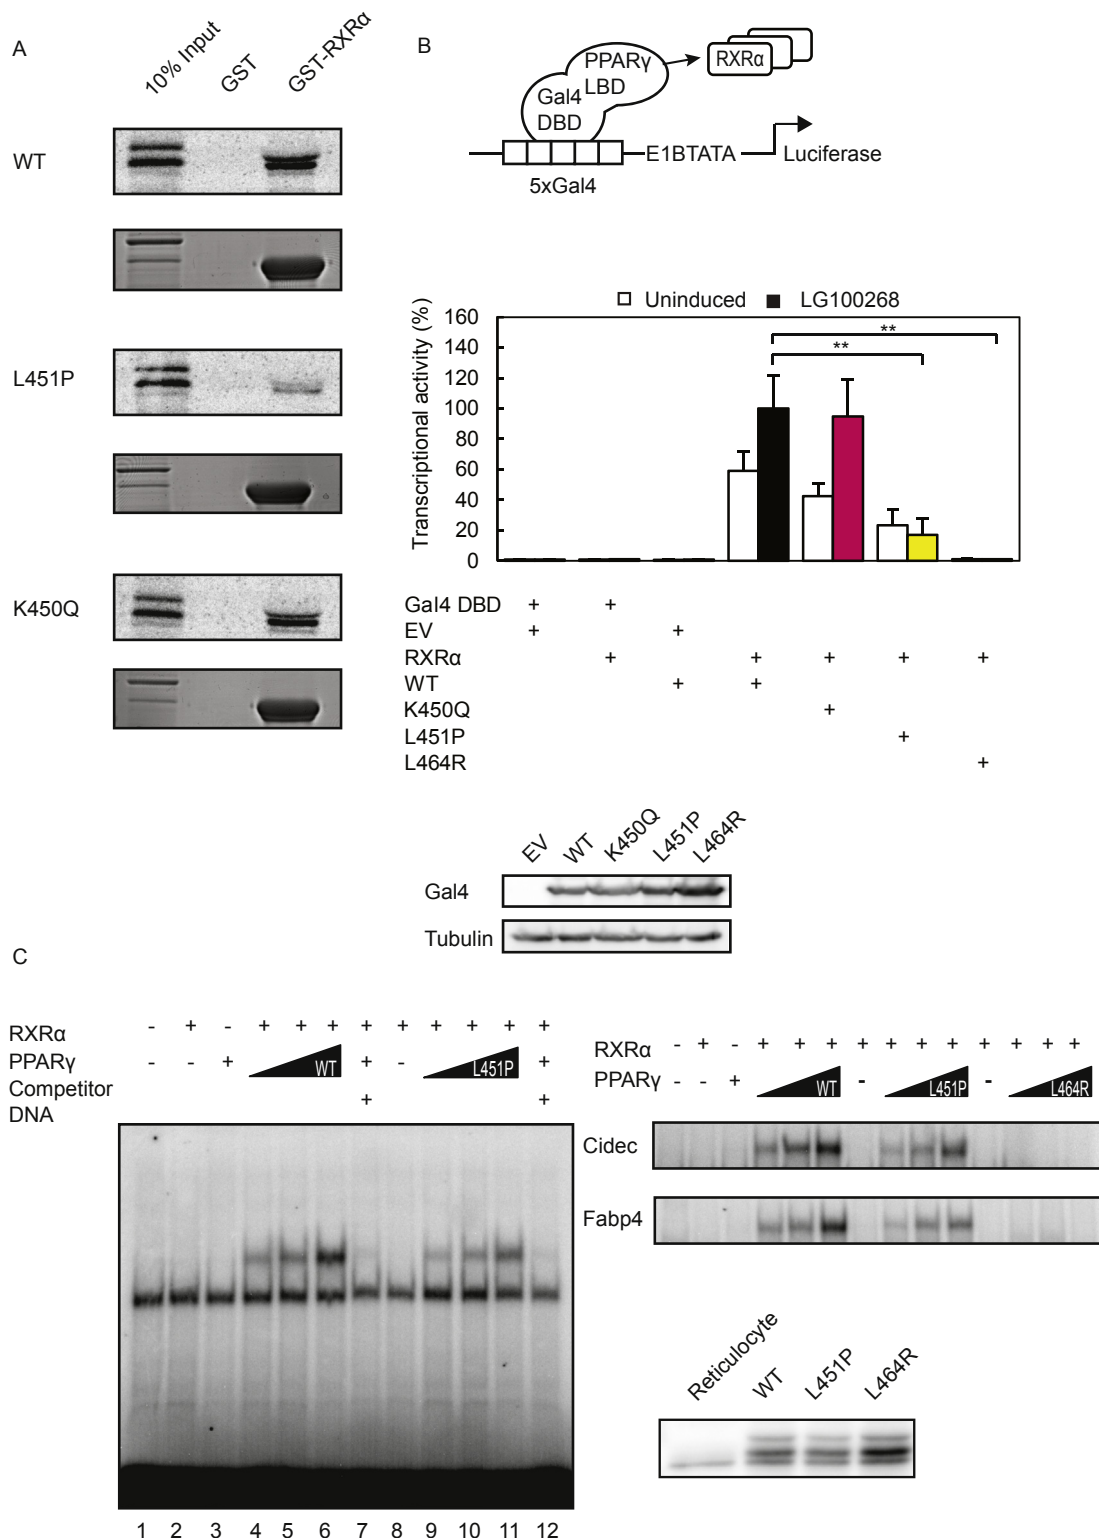 A
10% Input
GST
GST-RXRα
WT
L451P
K450Q
B
PPARγ
LBD
Gal4
DBD
RXRα
E1BTATA
Luciferase
5xGal4
Uninduced LG100268
Transcriptional activity (%)
160
140
120
100
80
60
40
20
0
** 
**
Gal4 DBD + +
EV + +
RXRα + + + + +
WT + +
K450Q +
L451P +
L464R +
EV WT K450Q L451P L464R
Gal4
Tubulin
C
RXRα - + - + + + + + + + + +
PPARγ - - + WT + - L451P +
Competitor + +
DNA
1 2 3 4 5 6 7 8 9 10 11 12
RXRα - + - + + + + + + + + + + +
PPARγ - - + WT - L451P - L464R
Cidec
Fabp4
Reticulocyte WT L451P L464R